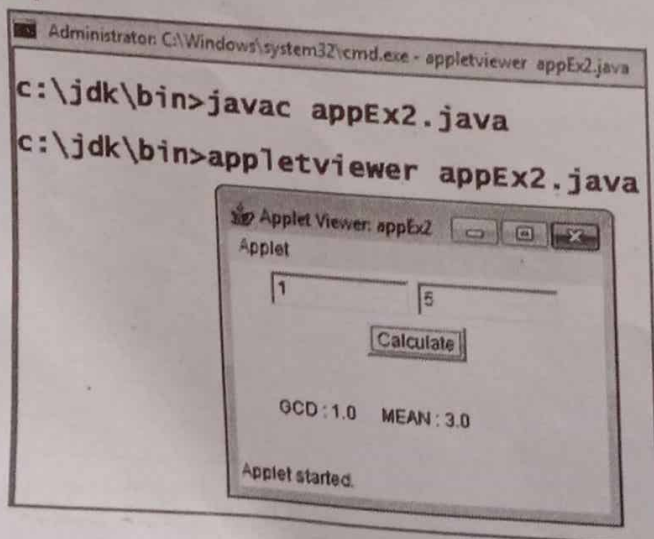 Administrator: C:\Windows\system32\cmd.exe - appletviewer appEx2.java
c:\jdk\bin>javac appEx2.java
c:\jdk\bin>appletviewer appEx2.java
Applet Viewer: appEx2
Applet
1 5
Calculate
GCD : 1.0 MEAN : 3.0
Applet started.